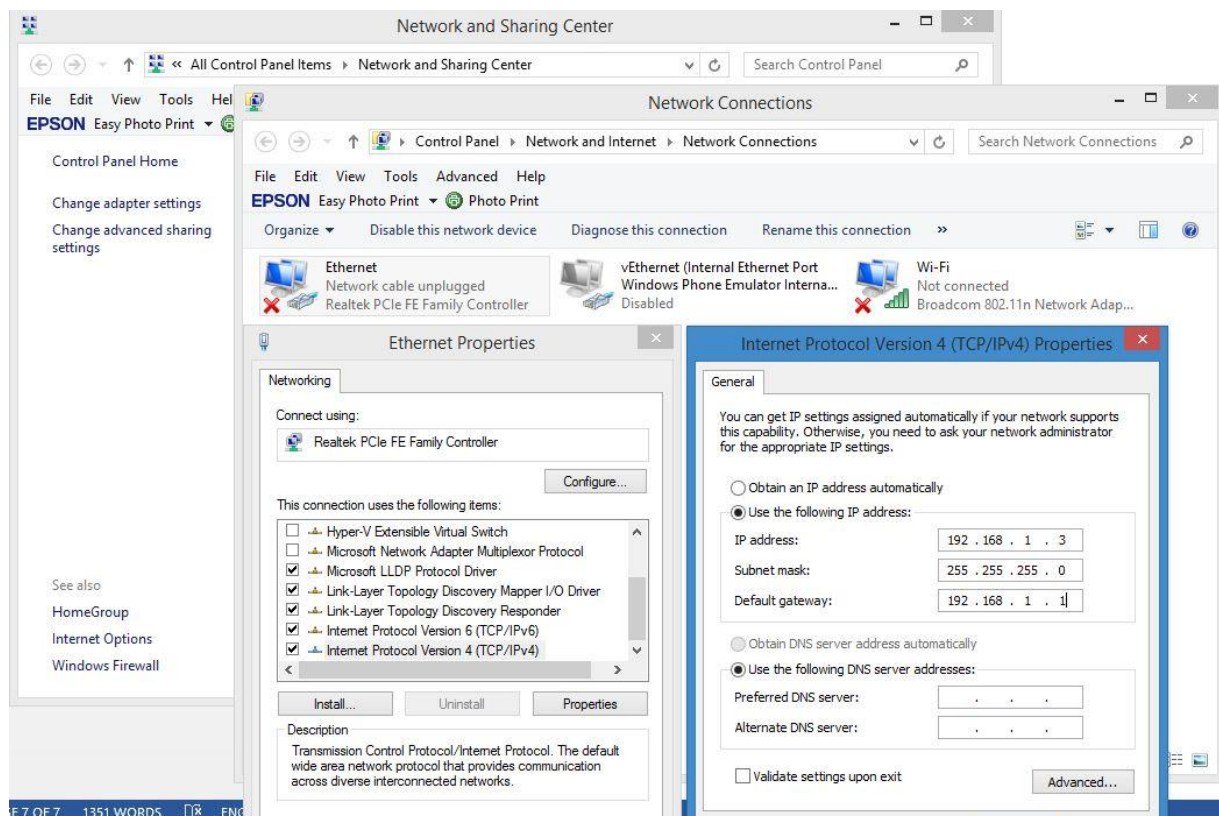 Network and Sharing Center
« All Control Panel Items Network and Sharing Center
Search Control Panel
File Edit View Tools Hel
EPSON Easy Photo Print
Control Panel Home
Change adapter settings
Change advanced sharing
settings
See also
HomeGroup
Internet Options
Windows Firewall
Network Connections
Control Panel Network and Internet Network Connections
Search Network Connections
File Edit View Tools Advanced Help
EPSON Easy Photo Print Photo Print
Organize Disable this network device Diagnose this connection Rename this connection »
Ethernet
Network cable unplugged
Realtek PCIe FE Family Controller
vEthernet (Internal Ethernet Port
Windows Phone Emulator Interna...
Disabled
Wi-Fi
Not connected
Broadcom 802.11n Network Adap...
Ethernet Properties
Networking
Connect using:
Realtek PCIe FE Family Controller
Configure...
This connection uses the following items:
Hyper-V Extensible Virtual Switch
Microsoft Network Adapter Multiplexor Protocol
Microsoft LLDP Protocol Driver
Link-Layer Topology Discovery Mapper I/O Driver
Link-Layer Topology Discovery Responder
Internet Protocol Version 6 (TCP/IPv6)
Internet Protocol Version 4 (TCP/IPv4)
Install... Uninstall Properties
Description
Transmission Control Protocol/Internet Protocol. The default
wide area network protocol that provides communication
across diverse interconnected networks.
Internet Protocol Version 4 (TCP/IPv4) Properties
General
You can get IP settings assigned automatically if your network supports
this capability. Otherwise, you need to ask your network administrator
for the appropriate IP settings.
Obtain an IP address automatically
Use the following IP address:
IP address: 192 . 168 . 1 . 3
Subnet mask: 255 . 255 . 255 . 0
Default gateway: 192 . 168 . 1 . 1
Obtain DNS server address automatically
Use the following DNS server addresses:
Preferred DNS server: . . .
Alternate DNS server: . . .
Validate settings upon exit
Advanced...
7 OF 7 1351 WORDS ENG